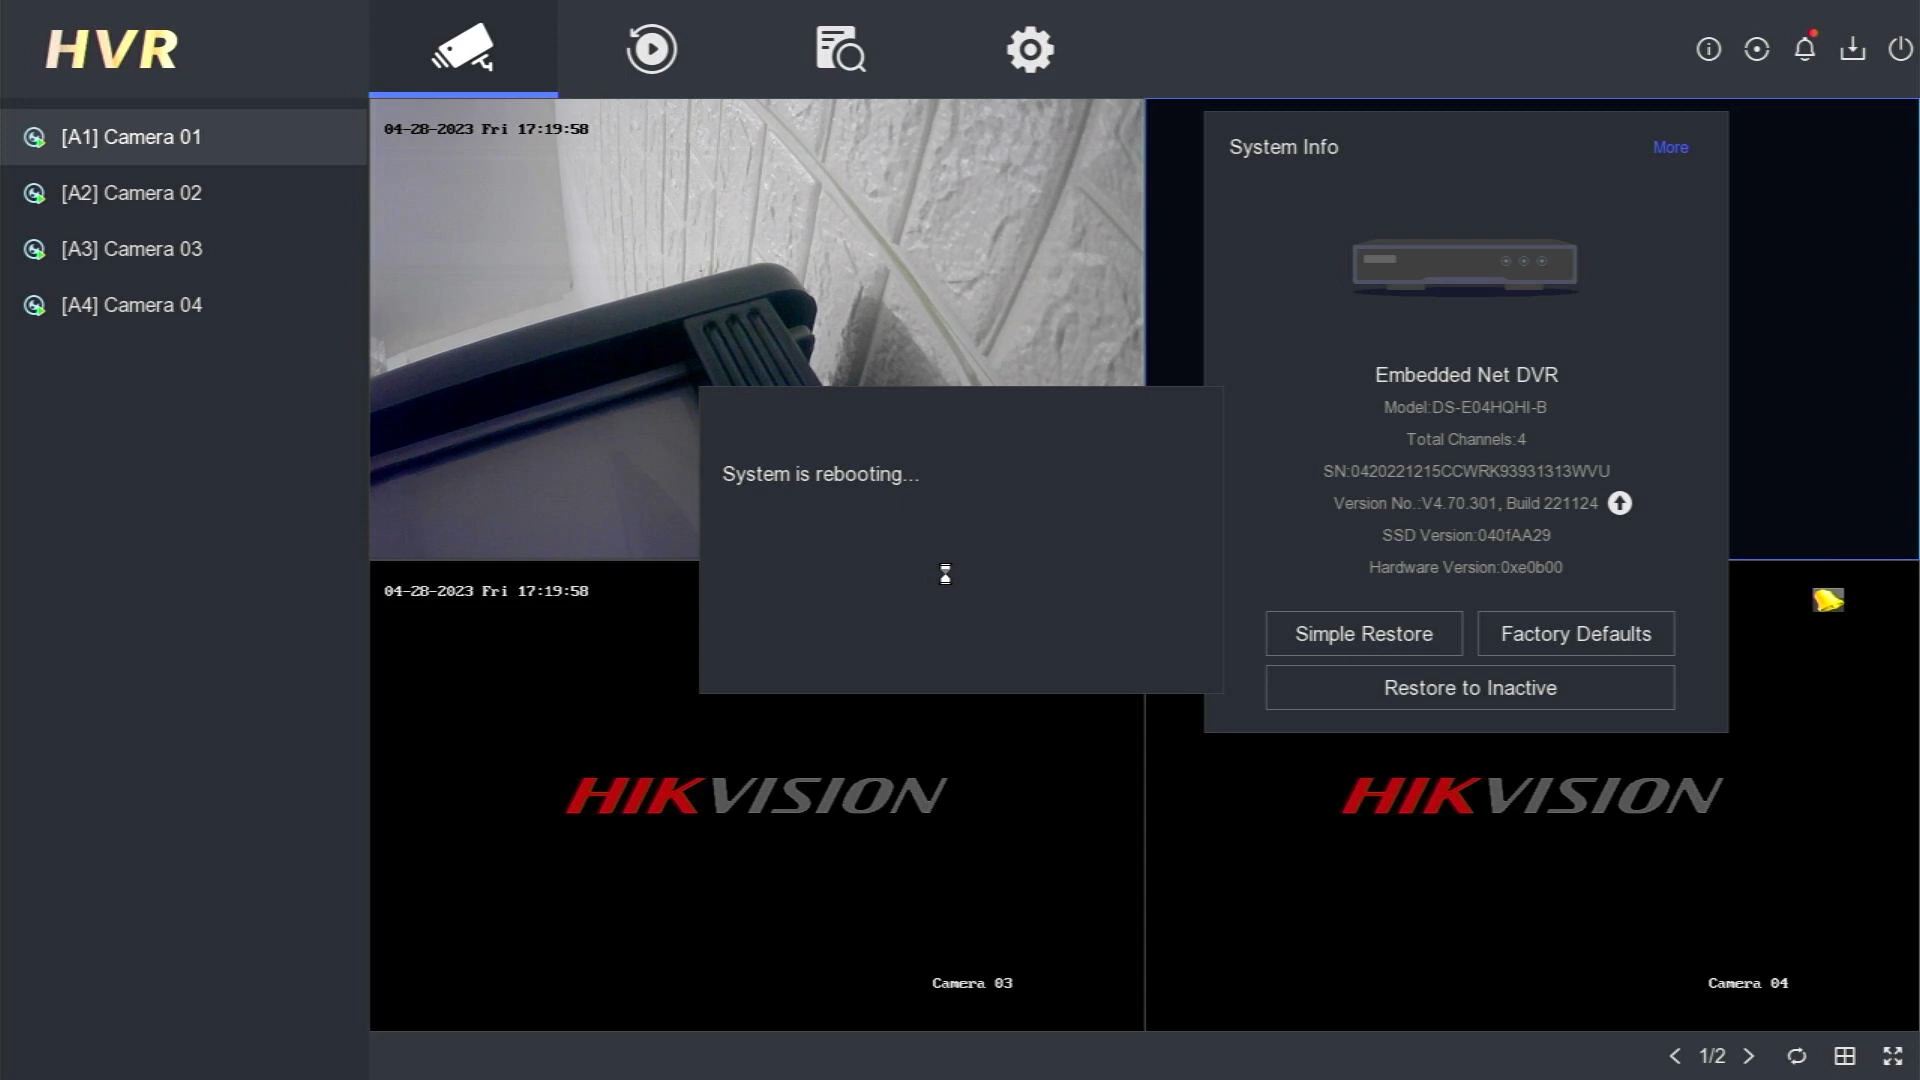 HVR
[A1] Camera 01
[A2] Camera 02
[A3] Camera 03
[A4] Camera 04
04-28-2023 Fri 17:19:58
System Info
More
Embedded Net DVR
Model:DS-E04HQHI-B
Total Channels:4
SN:0420221215CCWRK93931313WVU
Version No.:V4.70.301, Build 221124
SSD Version:040fAA29
Hardware Version:0xe0b00
Simple Restore
Factory Defaults
Restore to Inactive
System is rebooting...
04-28-2023 Fri 17:19:58
HIKVISION
HIKVISION
Camera 03
Camera 04
1/2